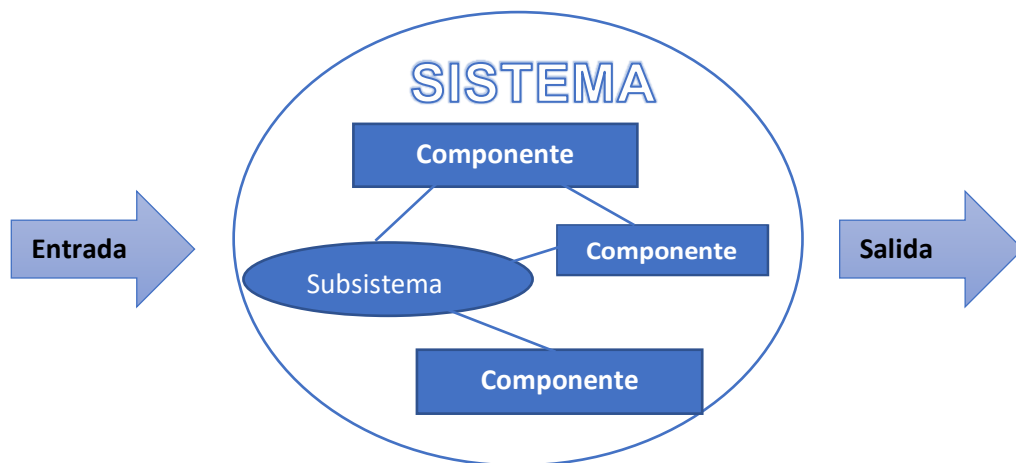 SISTEMA
Componente
Entrada
Componente
Salida
Subsistema
Componente